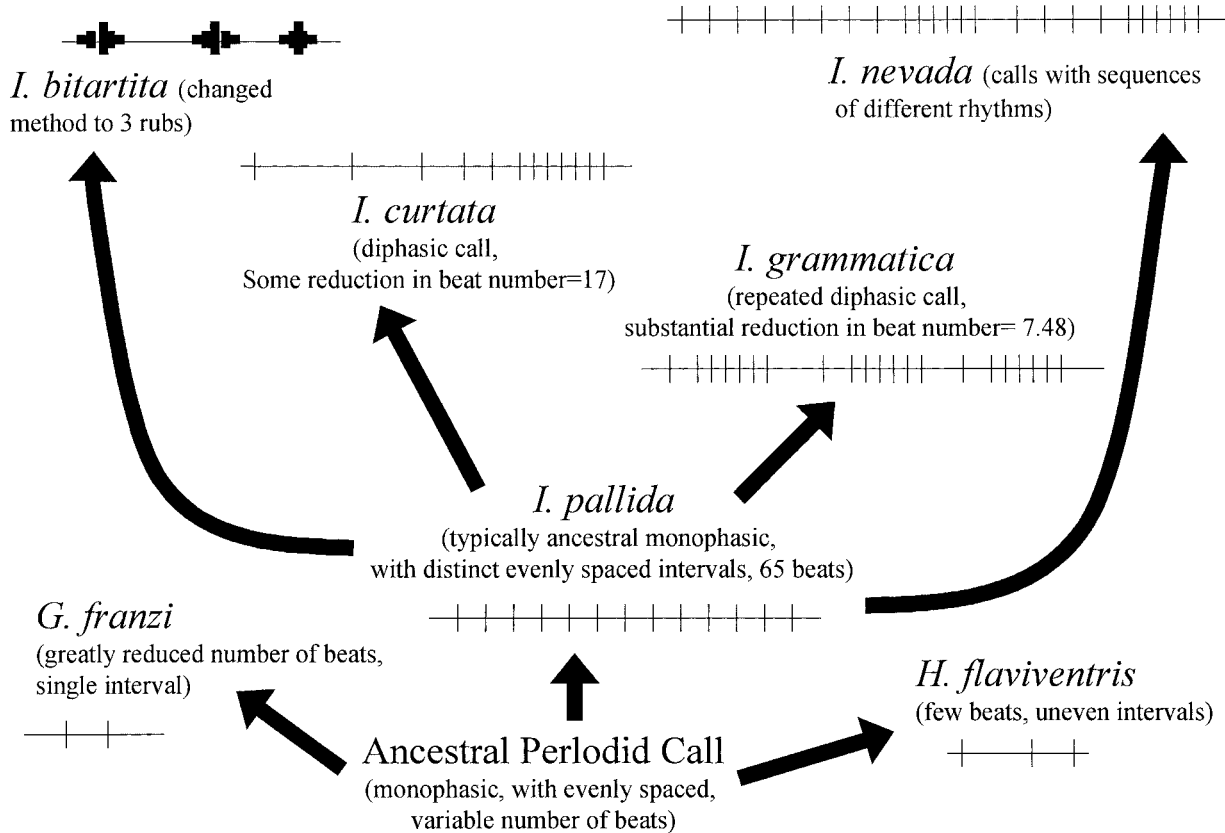 I. bitartita (changed
method to 3 rubs)
I. nevada (calls with sequences
of different rhythms)
I. curtata
(diphasic call,
Some reduction in beat number=17)
I. grammatica
(repeated diphasic call,
substantial reduction in beat number= 7.48)
I. pallida
(typically ancestral monophasic,
with distinct evenly spaced intervals, 65 beats)
G. franzi
(greatly reduced number of beats,
single interval)
H. flaviventris
(few beats, uneven intervals)
Ancestral Perlodid Call
(monophasic, with evenly spaced,
variable number of beats)